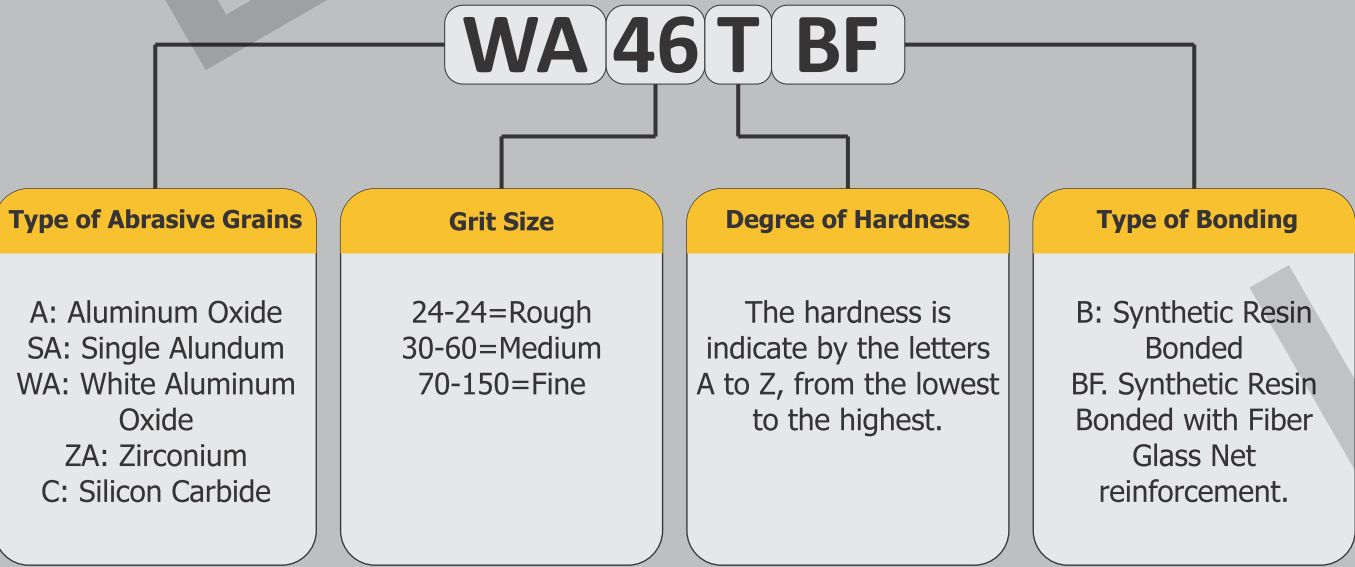 WA 46 T BF
Type of Abrasive Grains
A: Aluminum Oxide
SA: Single Alundum
WA: White Aluminum
Oxide
ZA: Zirconium
C: Silicon Carbide
Grit Size
24-24=Rough
30-60=Medium
70-150=Fine
Degree of Hardness
The hardness is
indicate by the letters
A to Z, from the lowest
to the highest.
Type of Bonding
B: Synthetic Resin
Bonded
BF. Synthetic Resin
Bonded with Fiber
Glass Net
reinforcement.